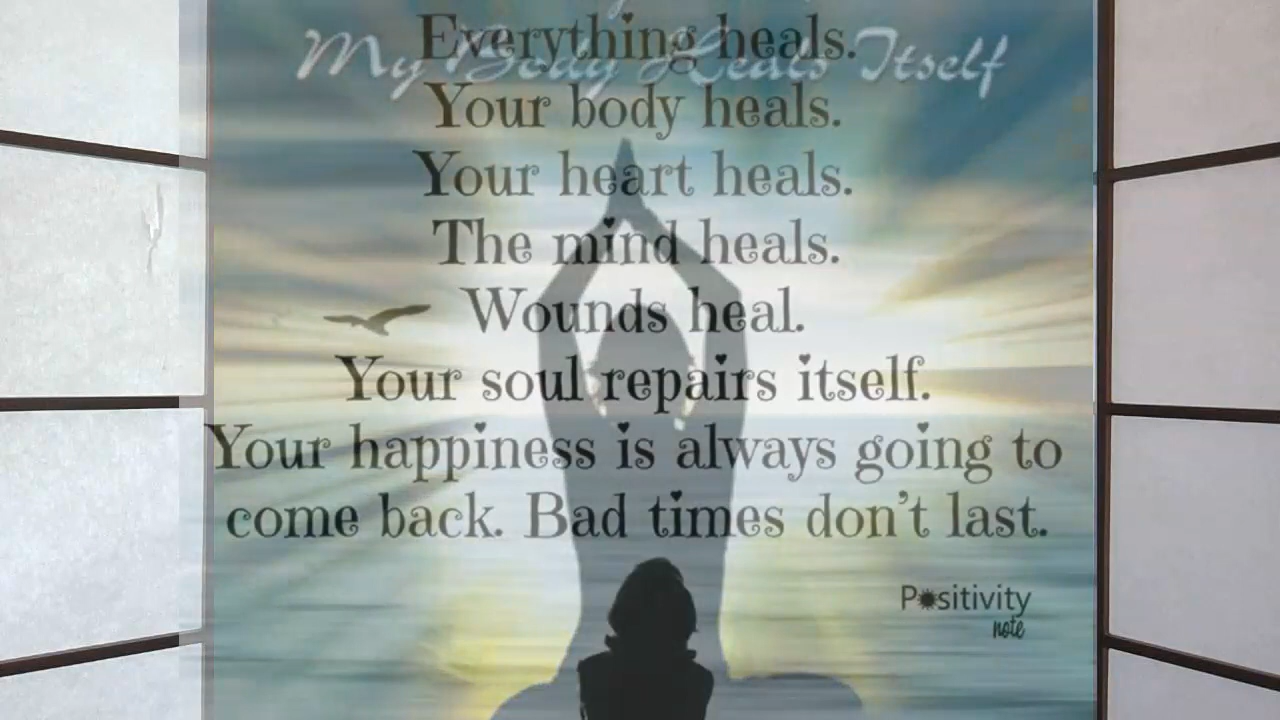 Everything heals.
My Body Heals Itself
Your body heals.
Your heart heals.
The mind heals.
Wounds heal.
Your soul repairs itself.
Your happiness is always going to
come back. Bad times don't last.
Positivity
note